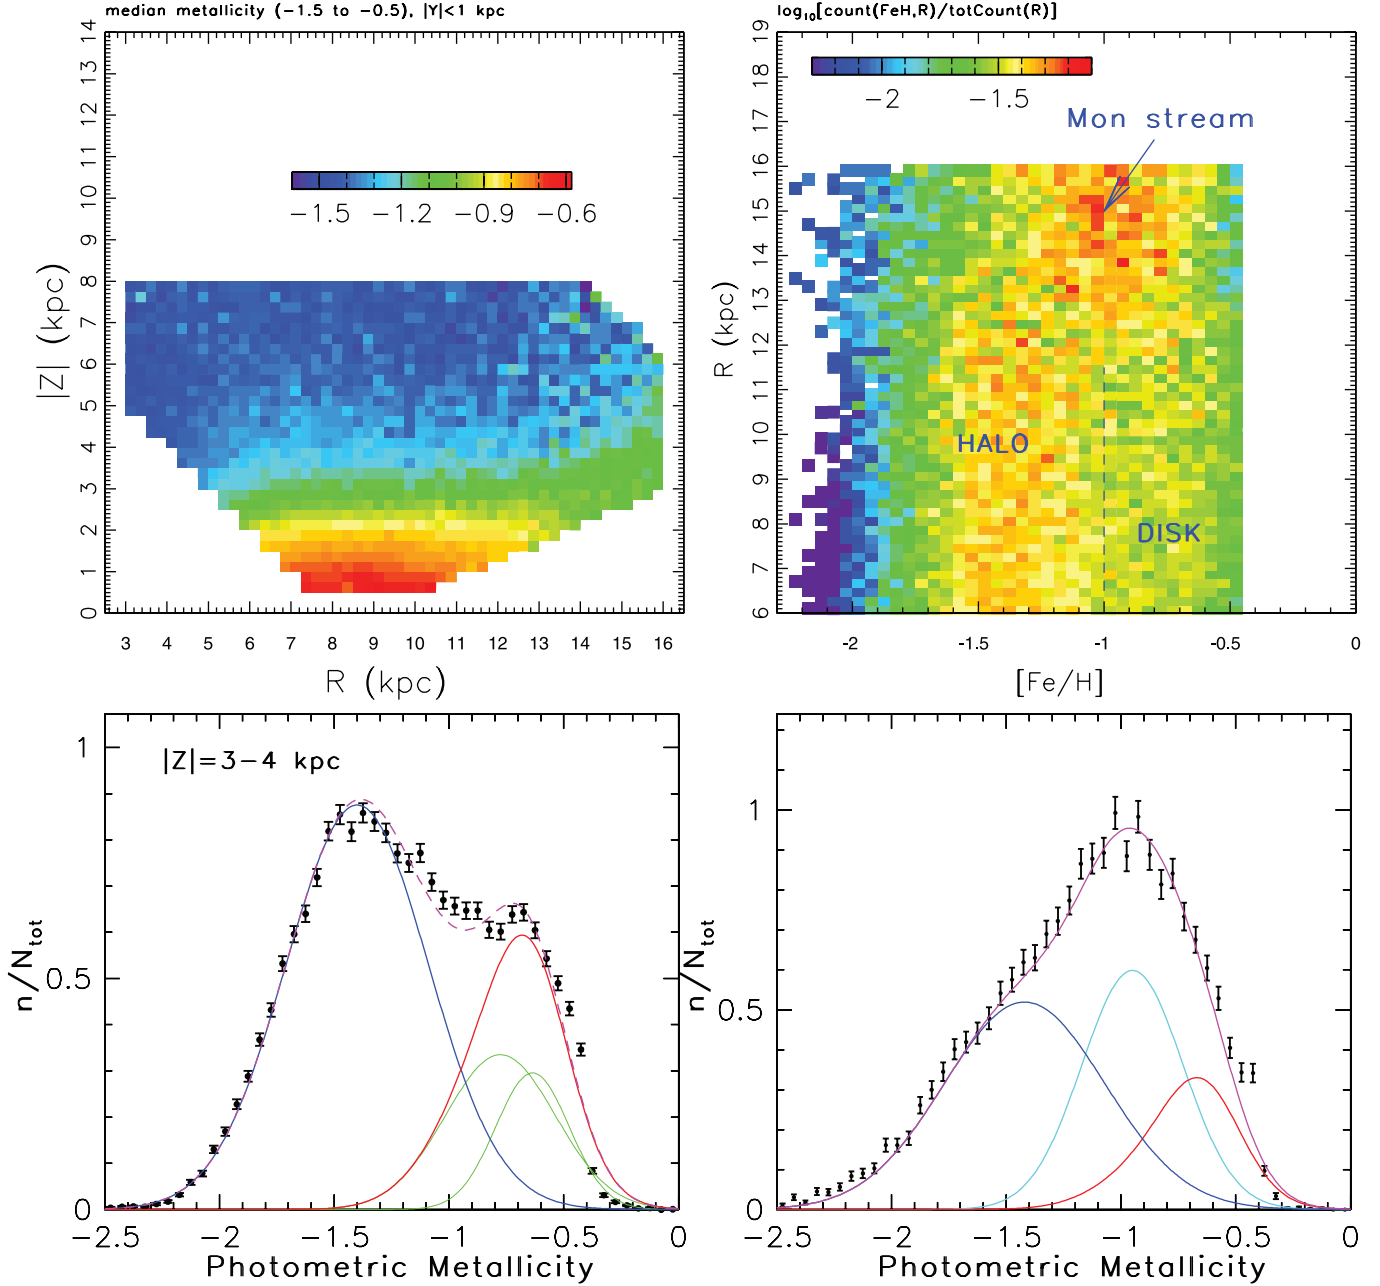 median metallicity (−1.5 to −0.5), |Y|<1 kpc
14
13
12
11
10
9
8
7
6
5
4
3
2
1
0
|Z| (kpc)
−1.5 −1.2 −0.9 −0.6
3 4 5 6 7 8 9 10 11 12 13 14 15 16
R (kpc)
log10[count(FeH,R)/totCount(R)]
19
18
17
16
15
14
13
12
11
10
9
8
7
6
R (kpc)
−2 −1.5
Mon stream
HALO
DISK
-2 -1.5 -1 -0.5 0
[Fe/H]
|Z|=3−4 kpc
1
0.5
0
n/Ntot
−2.5 −2 −1.5 −1 −0.5 0
Photometric Metallicity
1
0.5
0
n/Ntot
−2.5 −2 −1.5 −1 −0.5 0
Photometric Metallicity